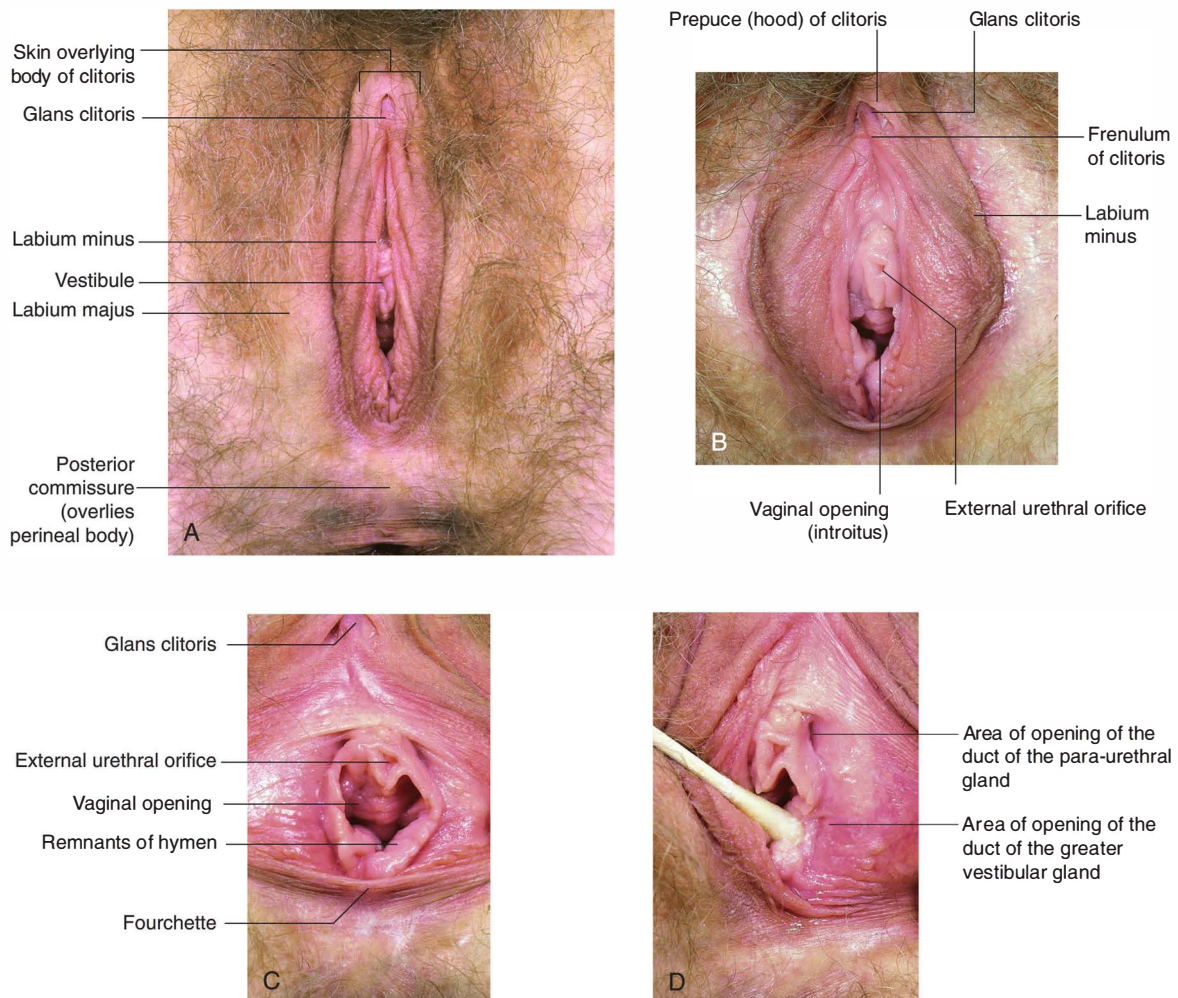 Skin overlying
body of clitoris
Glans clitoris
Labium minus
Vestibule
Labium majus
Posterior
commissure
(overlies
perineal body)
A
Prepuce (hood) of clitoris
Glans clitoris
Frenulum
of clitoris
Labium
minus
B
Vaginal opening
(introitus)
External urethral orifice
Glans clitoris
External urethral orifice
Vaginal opening
Remnants of hymen
Fourchette
C
Area of opening of the
duct of the para-urethral
gland
Area of opening of the
duct of the greater
vestibular gland
D